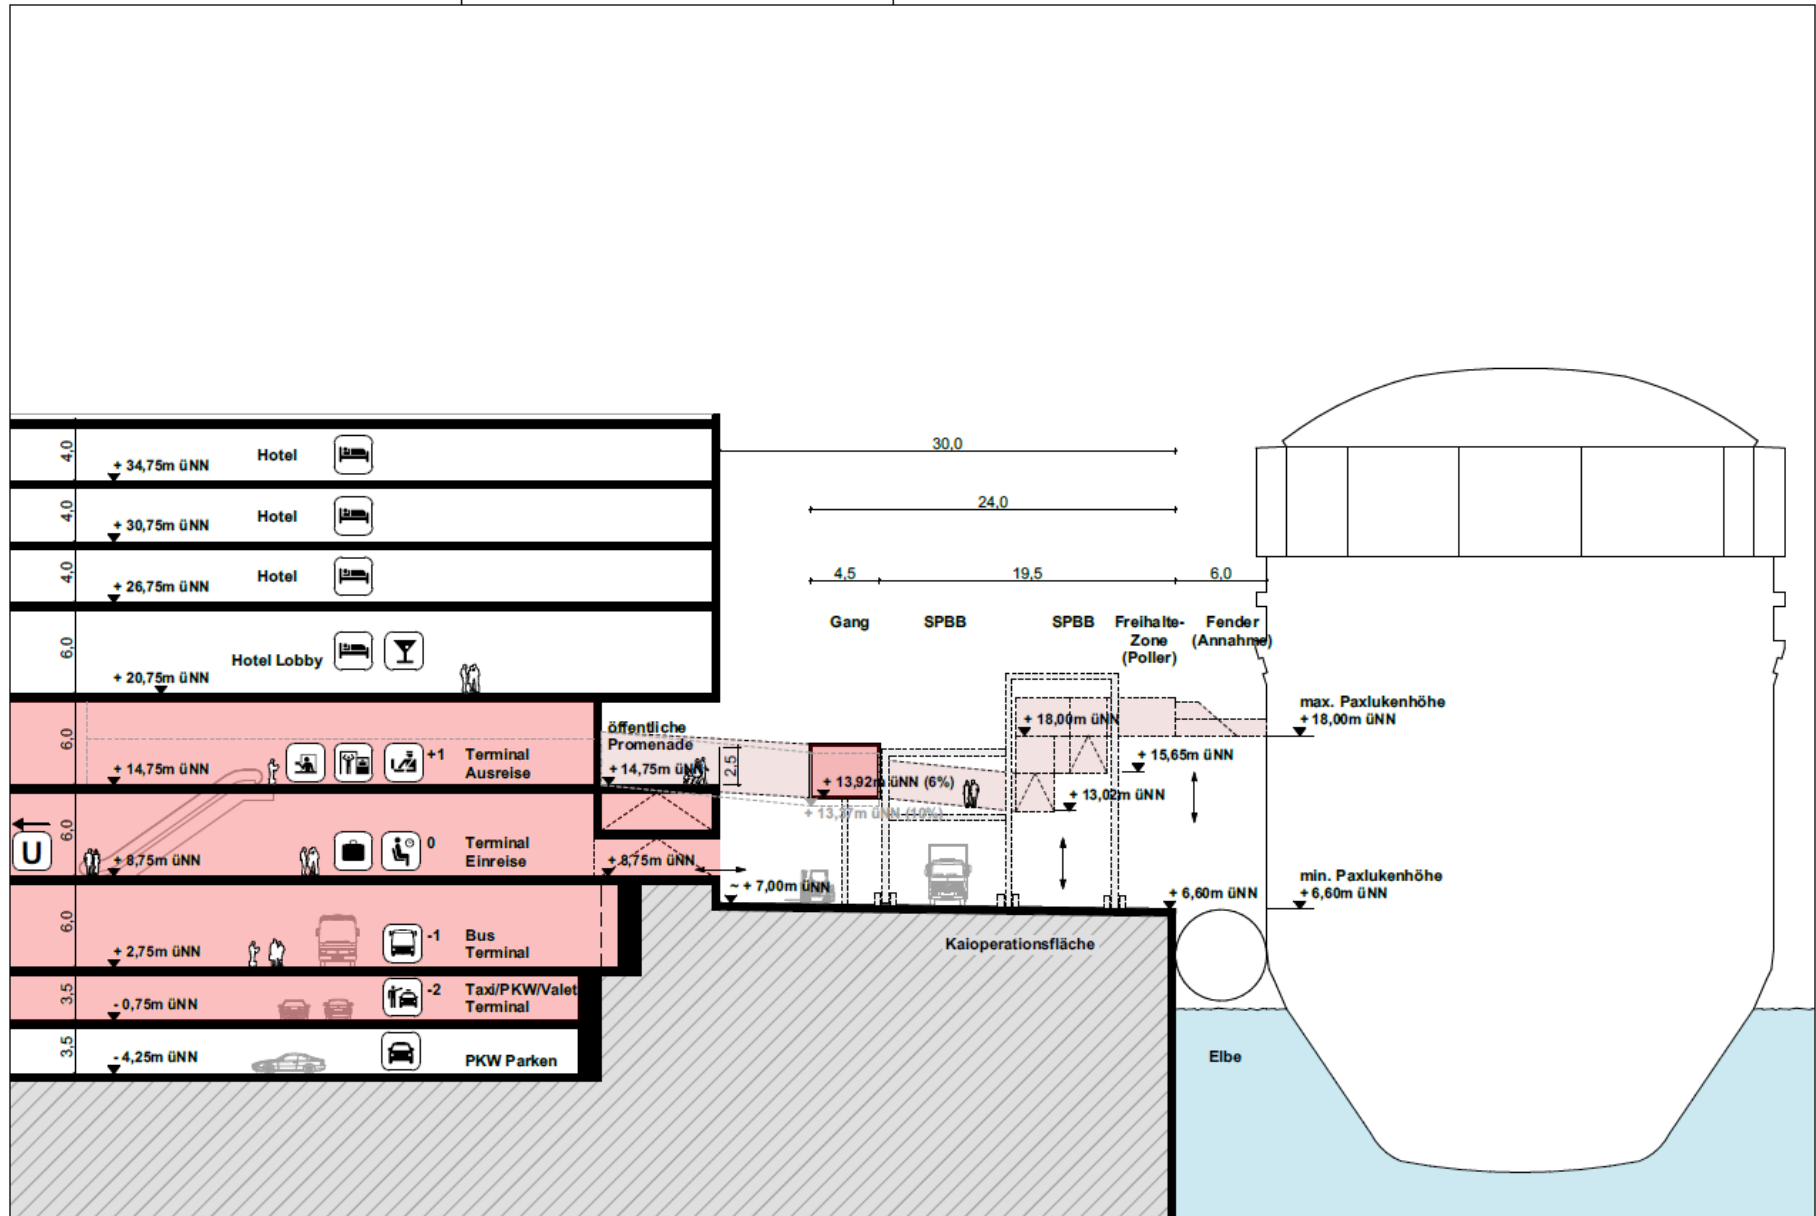 30,0
24,0
4,5
19,5
6,0
Gang
SPBB
SPBB
Freihalte-
Zone
(Poller)
Fender
(Annahme)
4,0
+ 34,75m üNN
Hotel
4,0
+ 30,75m üNN
Hotel
4,0
+ 26,75m üNN
Hotel
6,0
+ 20,75m üNN
Hotel Lobby
6,0
+ 14,75m üNN
+1
Terminal
Ausreise
öffentliche
Promenade
+ 14,75m üNN
2,5
+ 13,92m üNN (6%)
+ 13,37m üNN (10%)
+ 18,00m üNN
+ 15,65m üNN
+ 13,02m üNN
max. Paxlukenhöhe
+ 18,00m üNN
6,0
U
+ 8,75m üNN
0
Terminal
Einreise
+ 8,75m üNN
~ + 7,00m üNN
+ 6,60m üNN
min. Paxlukenhöhe
+ 6,60m üNN
6,0
+ 2,75m üNN
-1
Bus
Terminal
Kaioperationsfläche
3,5
- 0,75m üNN
-2
Taxi/PKW/Valet
Terminal
3,5
- 4,25m üNN
PKW Parken
Elbe